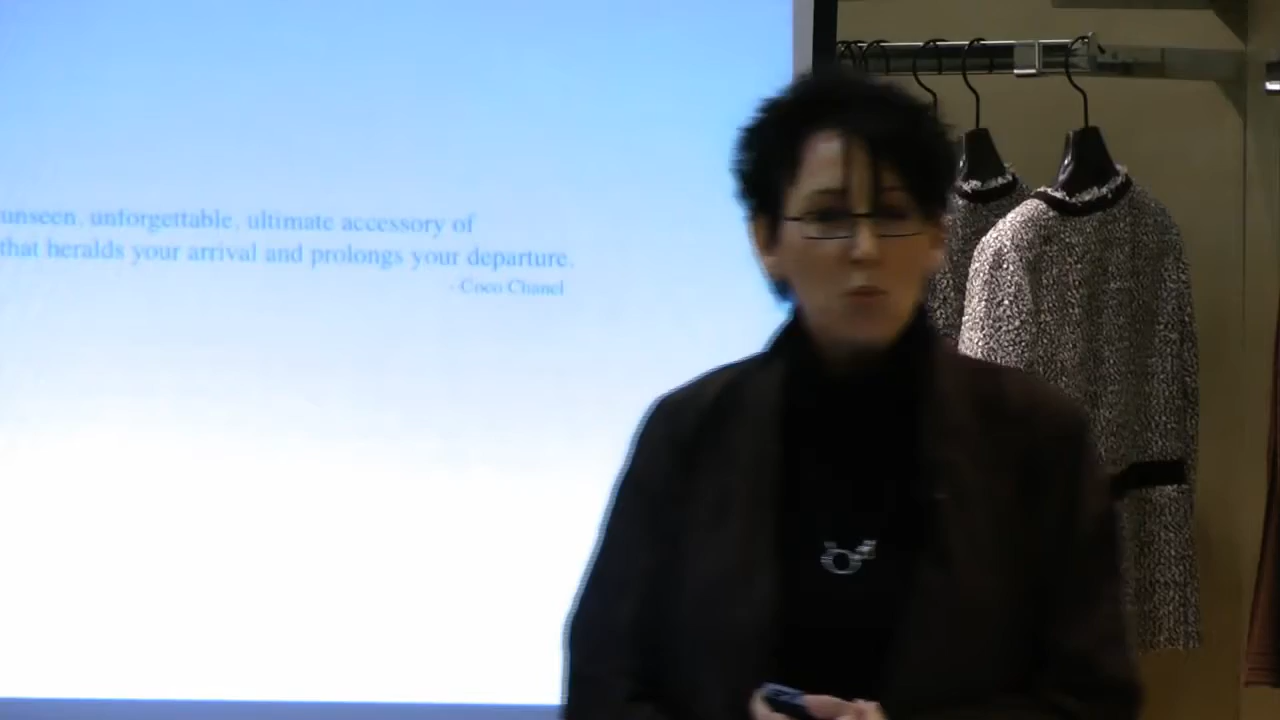 unseen, unforgettable, ultimate accessory of
that heralds your arrival and prolongs your departure.
- Coco Chanel